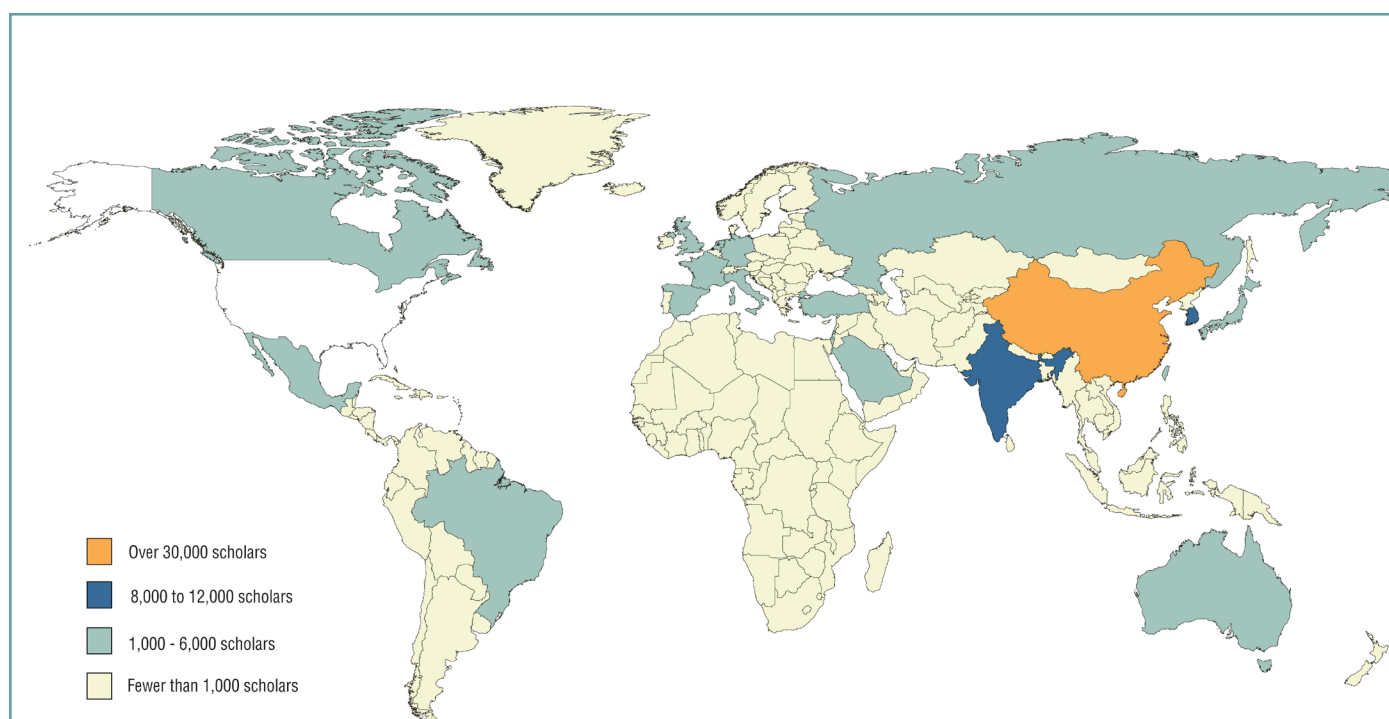 Over 30,000 scholars
8,000 to 12,000 scholars
1,000 - 6,000 scholars
Fewer than 1,000 scholars